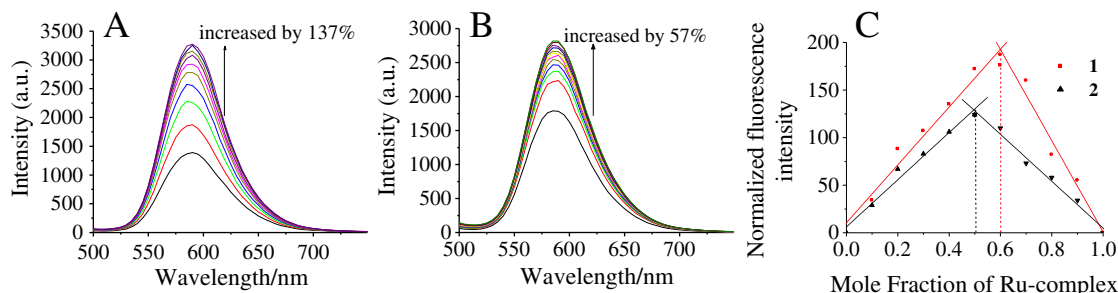 A
increased by 137%
Intensity (a.u.)
3500
3000
2500
2000
1500
1000
500
0
500 550 600 650 700
Wavelength/nm
B
increased by 57%
Intensity (a.u.)
3000
2500
2000
1500
1000
500
0
500 550 600 650 700
Wavelength/nm
C
1
2
Normalized fluorescence
intensity
200
150
100
50
0
0.0 0.2 0.4 0.6 0.8 1.0
Mole Fraction of Ru-complex